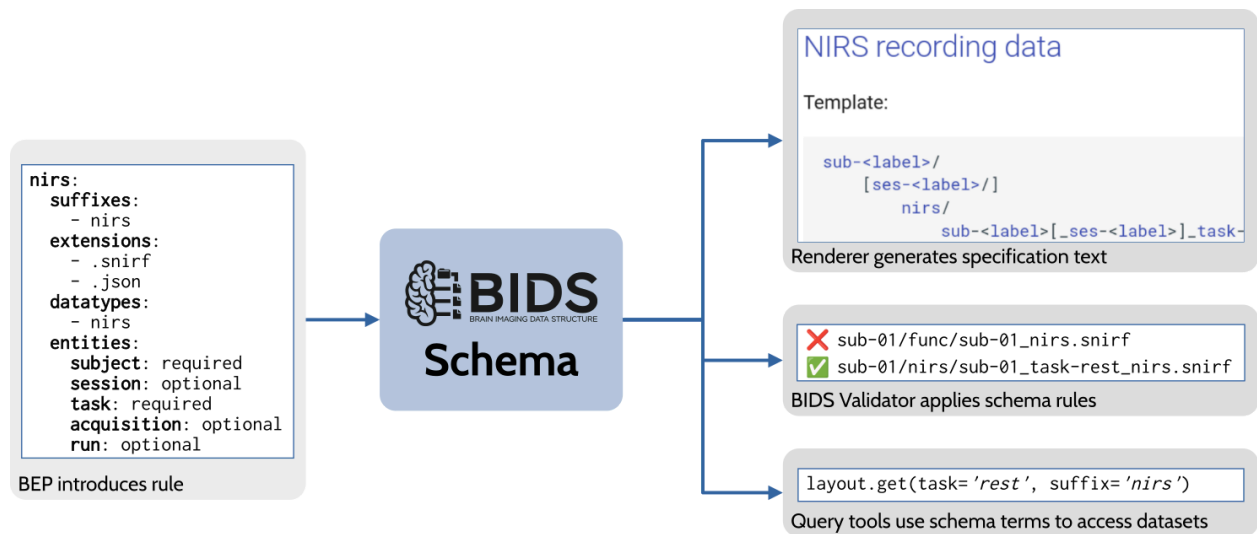 nirs:
suffixes:
- nirs
extensions:
- .snirf
- .json
datatypes:
- nirs
entities:
subject: required
session: optional
task: required
acquisition: optional
run: optional
BEP introduces rule
BIDS
BRAIN IMAGING DATA STRUCTURE
Schema
NIRS recording data
Template:
sub-<label>/
[ses-<label>/]
nirs/
sub-<label>[_ses-<label>]_task-
Renderer generates specification text
❌ sub-01/func/sub-01_nirs.snirf
✅ sub-01/nirs/sub-01_task-rest_nirs.snirf
BIDS Validator applies schema rules
layout.get(task='rest', suffix='nirs')
Query tools use schema terms to access datasets